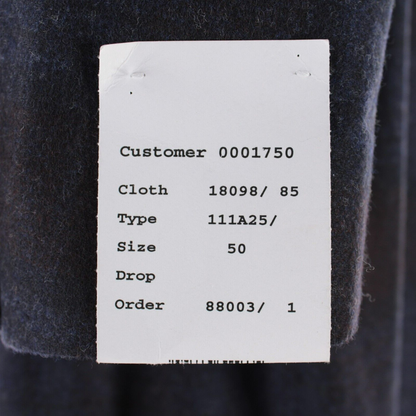 Customer 0001750
Cloth 18098/ 85
Type 111A25/
Size 50
Drop
Order 88003/ 1